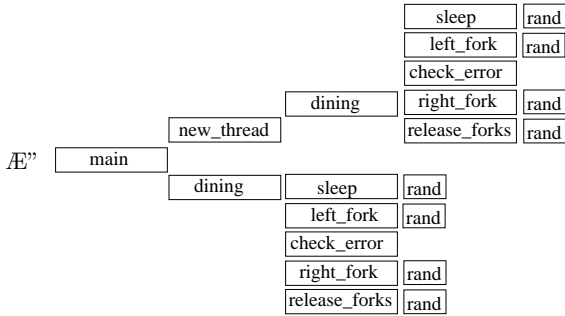 sleep rand
left_fork rand
check_error
dining right_fork rand
new_thread release_forks rand
Æ” main
dining sleep rand
left_fork rand
check_error
right_fork rand
release_forks rand